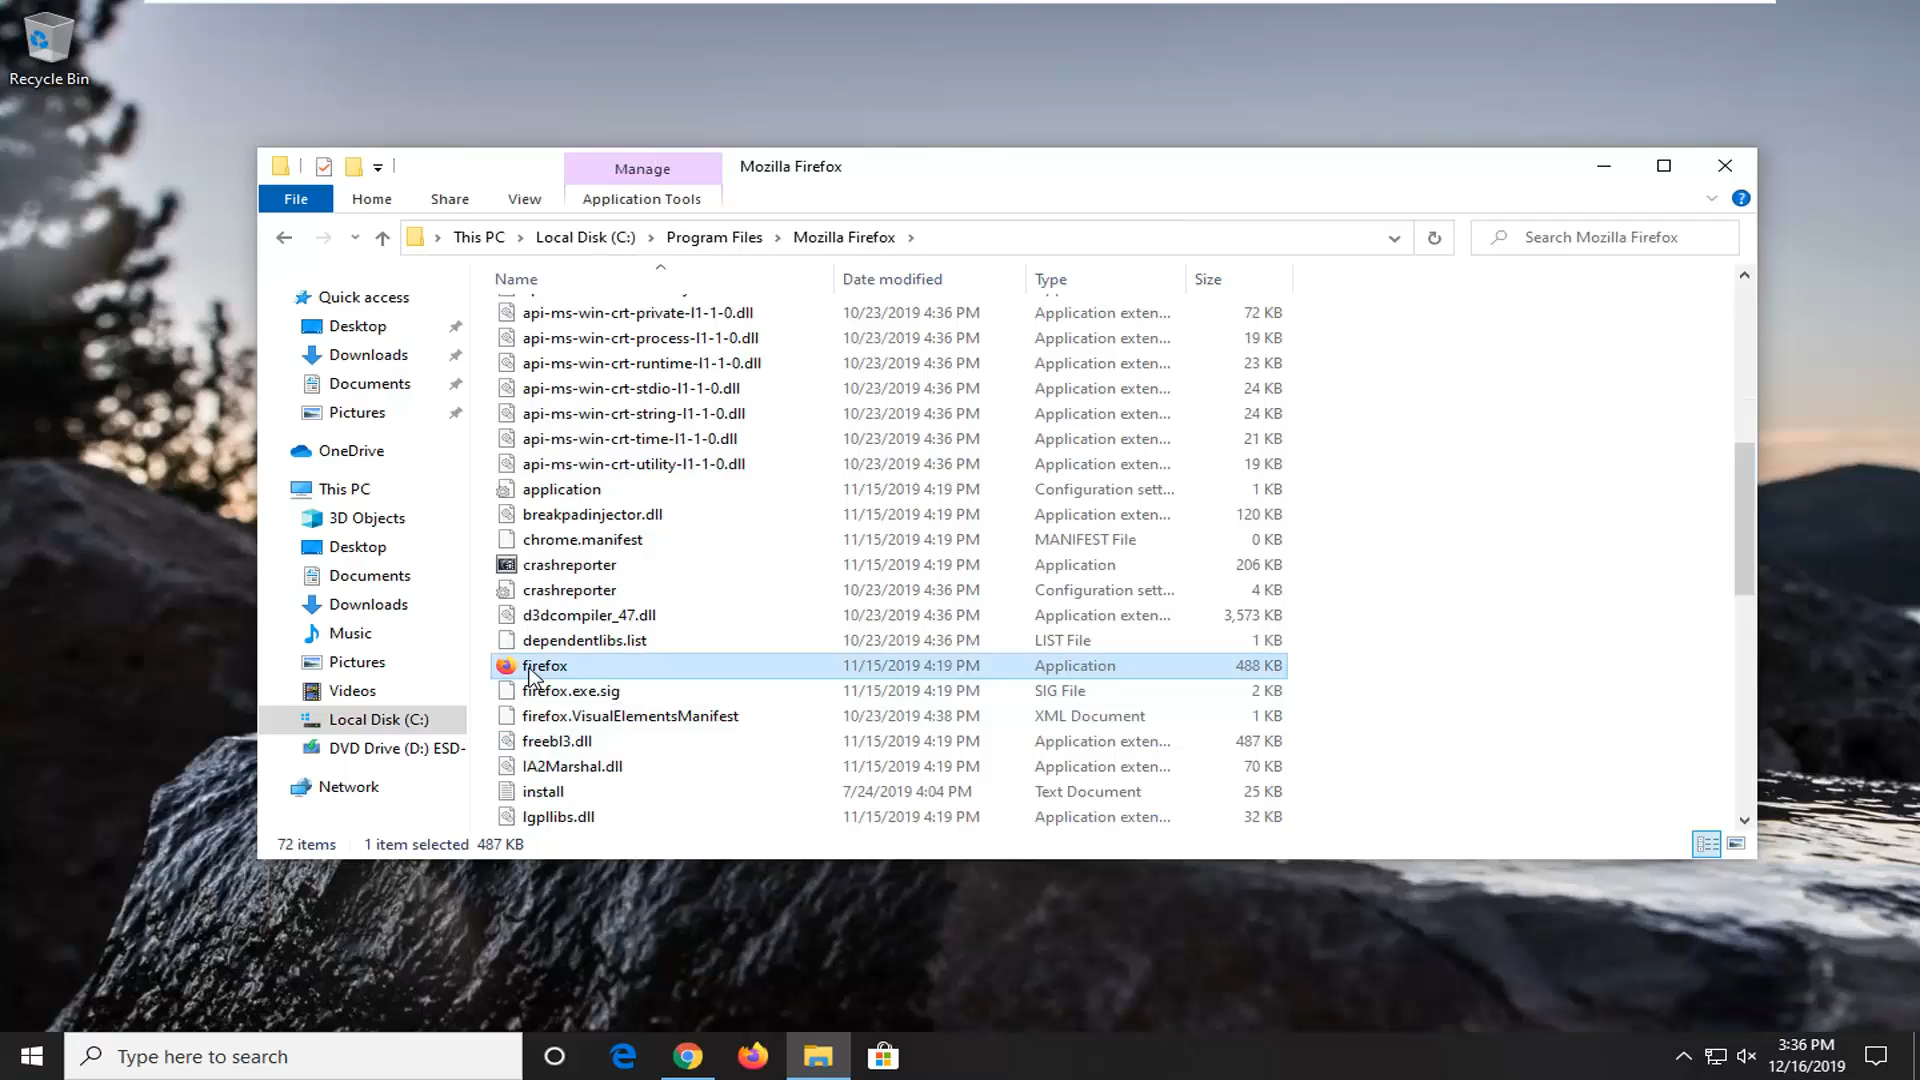 Recycle Bin
Manage
Mozilla Firefox
File
Home
Share
View
Application Tools
This PC > Local Disk (C:) > Program Files > Mozilla Firefox >
Search Mozilla Firefox
Quick access
Desktop
Downloads
Documents
Pictures
OneDrive
This PC
3D Objects
Desktop
Documents
Downloads
Music
Pictures
Videos
Local Disk (C:)
DVD Drive (D:) ESD-
Network
Name Date modified Type Size
api-ms-win-crt-private-l1-1-0.dll 10/23/2019 4:36 PM Application exten... 72 KB
api-ms-win-crt-process-l1-1-0.dll 10/23/2019 4:36 PM Application exten... 19 KB
api-ms-win-crt-runtime-l1-1-0.dll 10/23/2019 4:36 PM Application exten... 23 KB
api-ms-win-crt-stdio-l1-1-0.dll 10/23/2019 4:36 PM Application exten... 24 KB
api-ms-win-crt-string-l1-1-0.dll 10/23/2019 4:36 PM Application exten... 24 KB
api-ms-win-crt-time-l1-1-0.dll 10/23/2019 4:36 PM Application exten... 21 KB
api-ms-win-crt-utility-l1-1-0.dll 10/23/2019 4:36 PM Application exten... 19 KB
application 11/15/2019 4:19 PM Configuration sett... 1 KB
breakpadinjector.dll 11/15/2019 4:19 PM Application exten... 120 KB
chrome.manifest 11/15/2019 4:19 PM MANIFEST File 0 KB
crashreporter 11/15/2019 4:19 PM Application 206 KB
crashreporter 10/23/2019 4:36 PM Configuration sett... 4 KB
d3dcompiler_47.dll 10/23/2019 4:36 PM Application exten... 3,573 KB
dependentlibs.list 10/23/2019 4:36 PM LIST File 1 KB
firefox 11/15/2019 4:19 PM Application 488 KB
firefox.exe.sig 11/15/2019 4:19 PM SIG File 2 KB
firefox.VisualElementsManifest 10/23/2019 4:38 PM XML Document 1 KB
freebl3.dll 11/15/2019 4:19 PM Application exten... 487 KB
IA2Marshal.dll 11/15/2019 4:19 PM Application exten... 70 KB
install 7/24/2019 4:04 PM Text Document 25 KB
lgpllibs.dll 11/15/2019 4:19 PM Application exten... 32 KB
72 items 1 item selected 487 KB
Type here to search
3:36 PM
12/16/2019